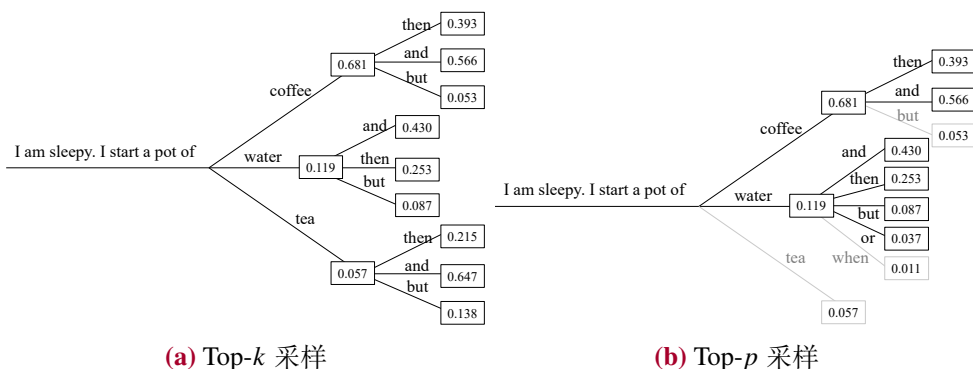 then
0.393
and
0.681
0.566
but
0.053
coffee
and
0.430
I am sleepy. I start a pot of
water
0.119
then
0.253
but
0.087
tea
then
0.215
0.057
and
0.647
but
0.138
(a) Top-k 采样
then
0.393
and
0.681
0.566
but
0.053
coffee
and
0.430
then
0.253
I am sleepy. I start a pot of
water
0.119
but
0.087
or
0.037
tea
when
0.011
0.057
(b) Top-p 采样